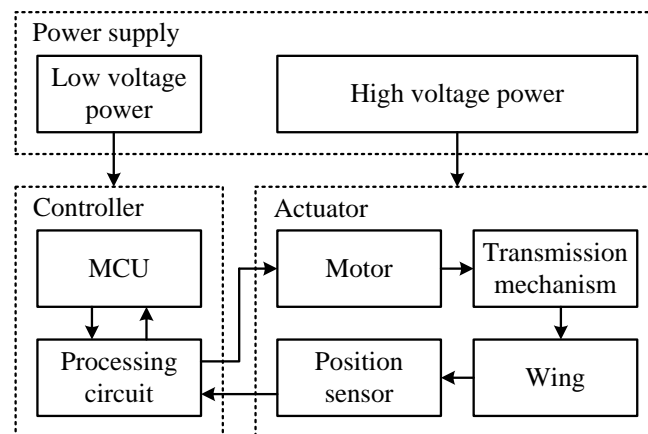 Power supply
Low voltage
power
High voltage power
Controller
MCU
Processing
circuit
Actuator
Motor
Transmission
mechanism
Position
sensor
Wing